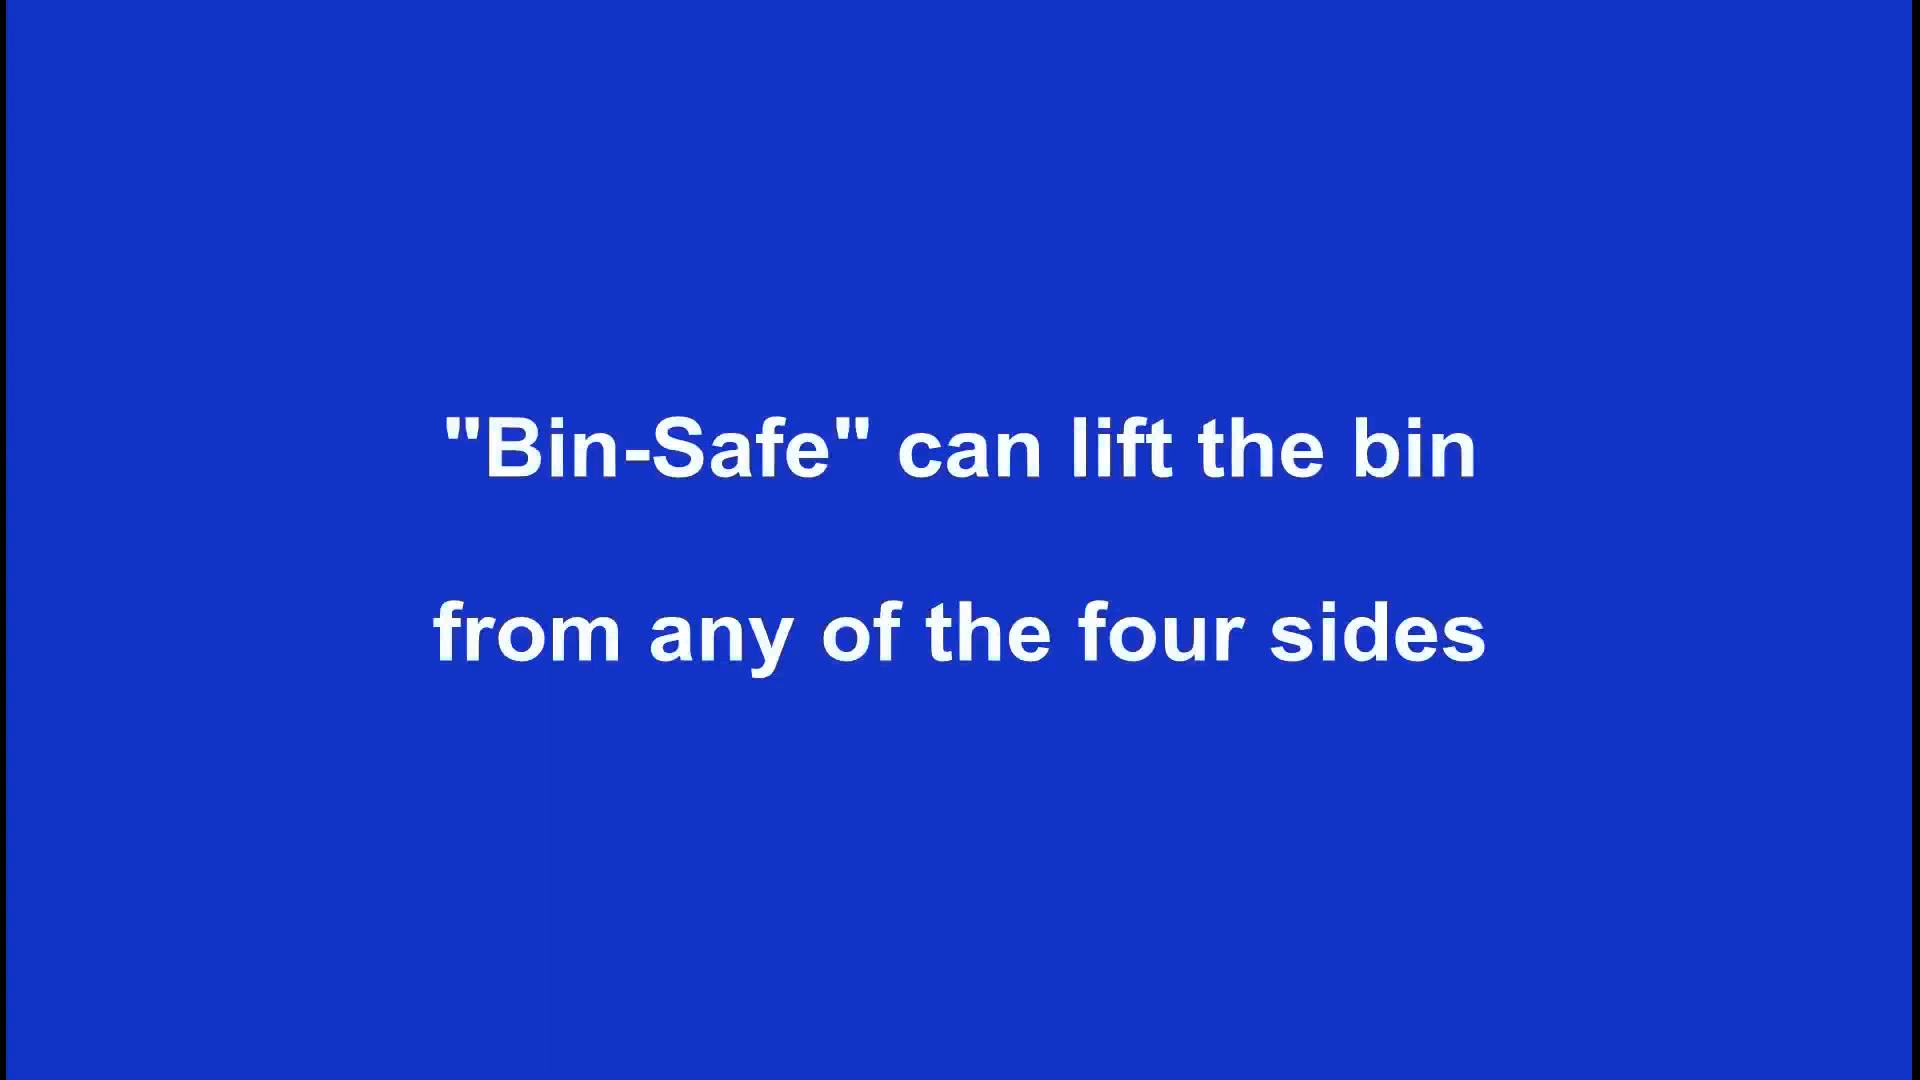 "Bin-Safe" can lift the bin
from any of the four sides